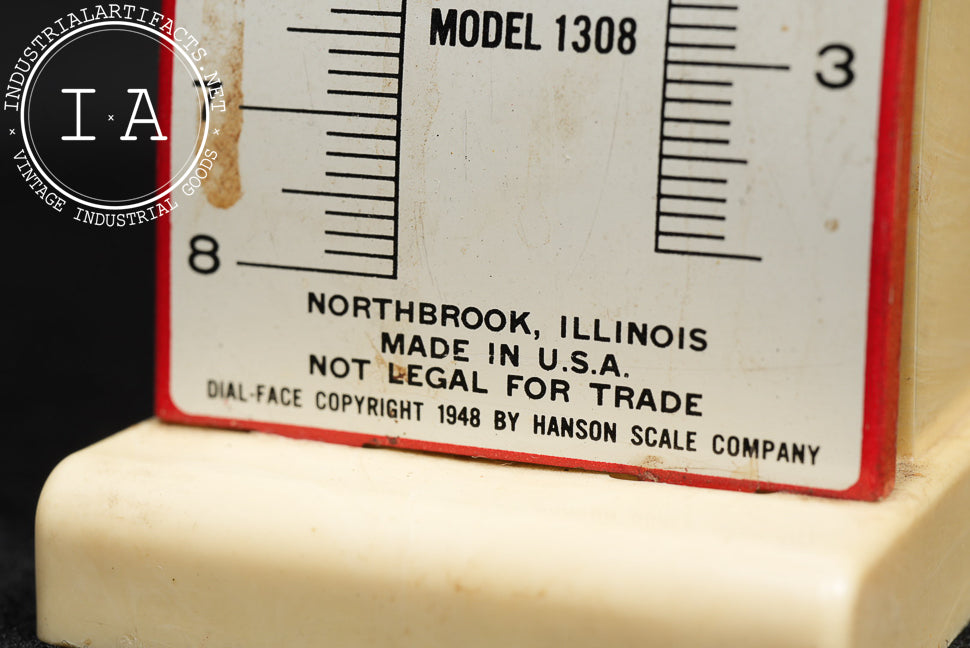 INDUSTRIALARTIFACTS.NET
I A
VINTAGE INDUSTRIAL GOODS
MODEL 1308
3
8
NORTHBROOK, ILLINOIS
MADE IN U.S.A.
NOT LEGAL FOR TRADE
DIAL-FACE COPYRIGHT 1948 BY HANSON SCALE COMPANY